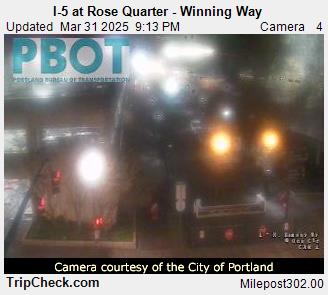 I-5 at Rose Quarter - Winning Way
Updated Mar 31 2025 9:13 PM Camera 4
PBOT
PORTLAND BUREAU OF TRANSPORTATION
Camera courtesy of the City of Portland
TripCheck.com Milepost302.00